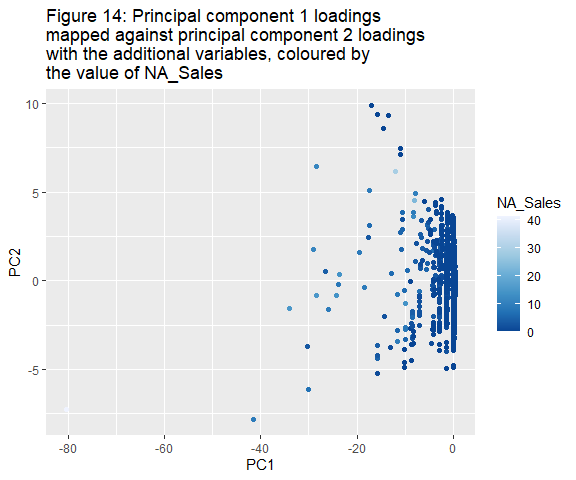 Figure 14: Principal component 1 loadings
mapped against principal component 2 loadings
with the additional variables, coloured by
the value of NA_Sales
10
5
0
-5
PC2
-80
-60
-40
-20
0
PC1
NA_Sales
40
30
20
10
0